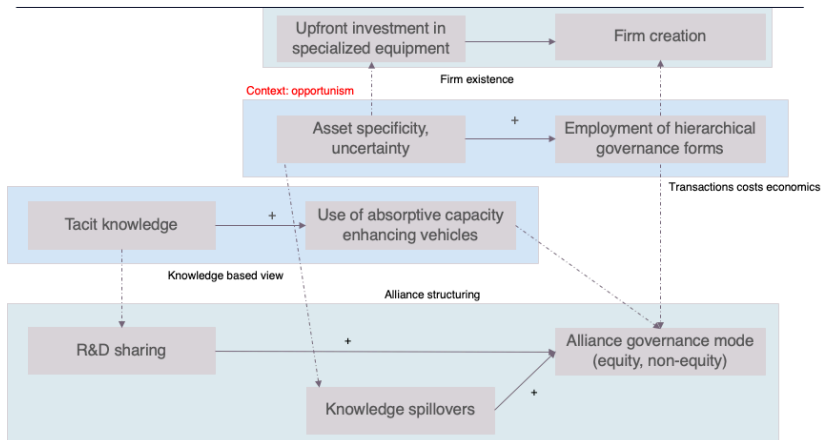 Upfront investment in
specialized equipment
Firm creation
Firm existence
Context: opportunism
Asset specificity,
uncertainty
+
Employment of hierarchical
governance forms
Transactions costs economics
Tacit knowledge
+
Use of absorptive capacity
enhancing vehicles
Knowledge based view
Alliance structuring
R&D sharing
+
Alliance governance mode
(equity, non-equity)
Knowledge spillovers
+